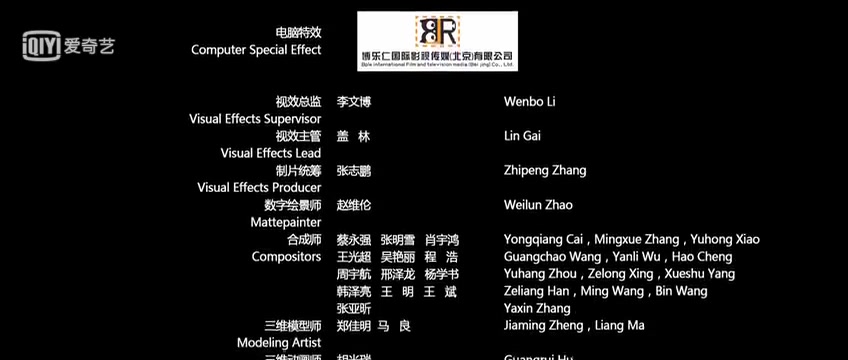 iQIYI 爱奇艺
电脑特效
Computer Special Effect
BR
博乐仁国际影视传媒(北京)有限公司
Bole International Film and television media (Bei jing) Co., Ltd.
视效总监 李文博 Wenbo Li
Visual Effects Supervisor
视效主管 盖 林 Lin Gai
Visual Effects Lead
制片统筹 张志鹏 Zhipeng Zhang
Visual Effects Producer
数字绘景师 赵维伦 Weilun Zhao
Mattepainter
合成师 蔡永强 张明雪 肖宇鸿 Yongqiang Cai , Mingxue Zhang , Yuhong Xiao
Compositors 王光超 吴艳丽 程 浩 Guangchao Wang , Yanli Wu , Hao Cheng
周宇航 邢泽龙 杨学书 Yuhang Zhou , Zelong Xing , Xueshu Yang
韩泽亮 王 明 王 斌 Zeliang Han , Ming Wang , Bin Wang
张亚昕 Yaxin Zhang
三维模型师 郑佳明 马 良 Jiaming Zheng , Liang Ma
Modeling Artist
三维动画师 胡光瑞 Guangrui Hu